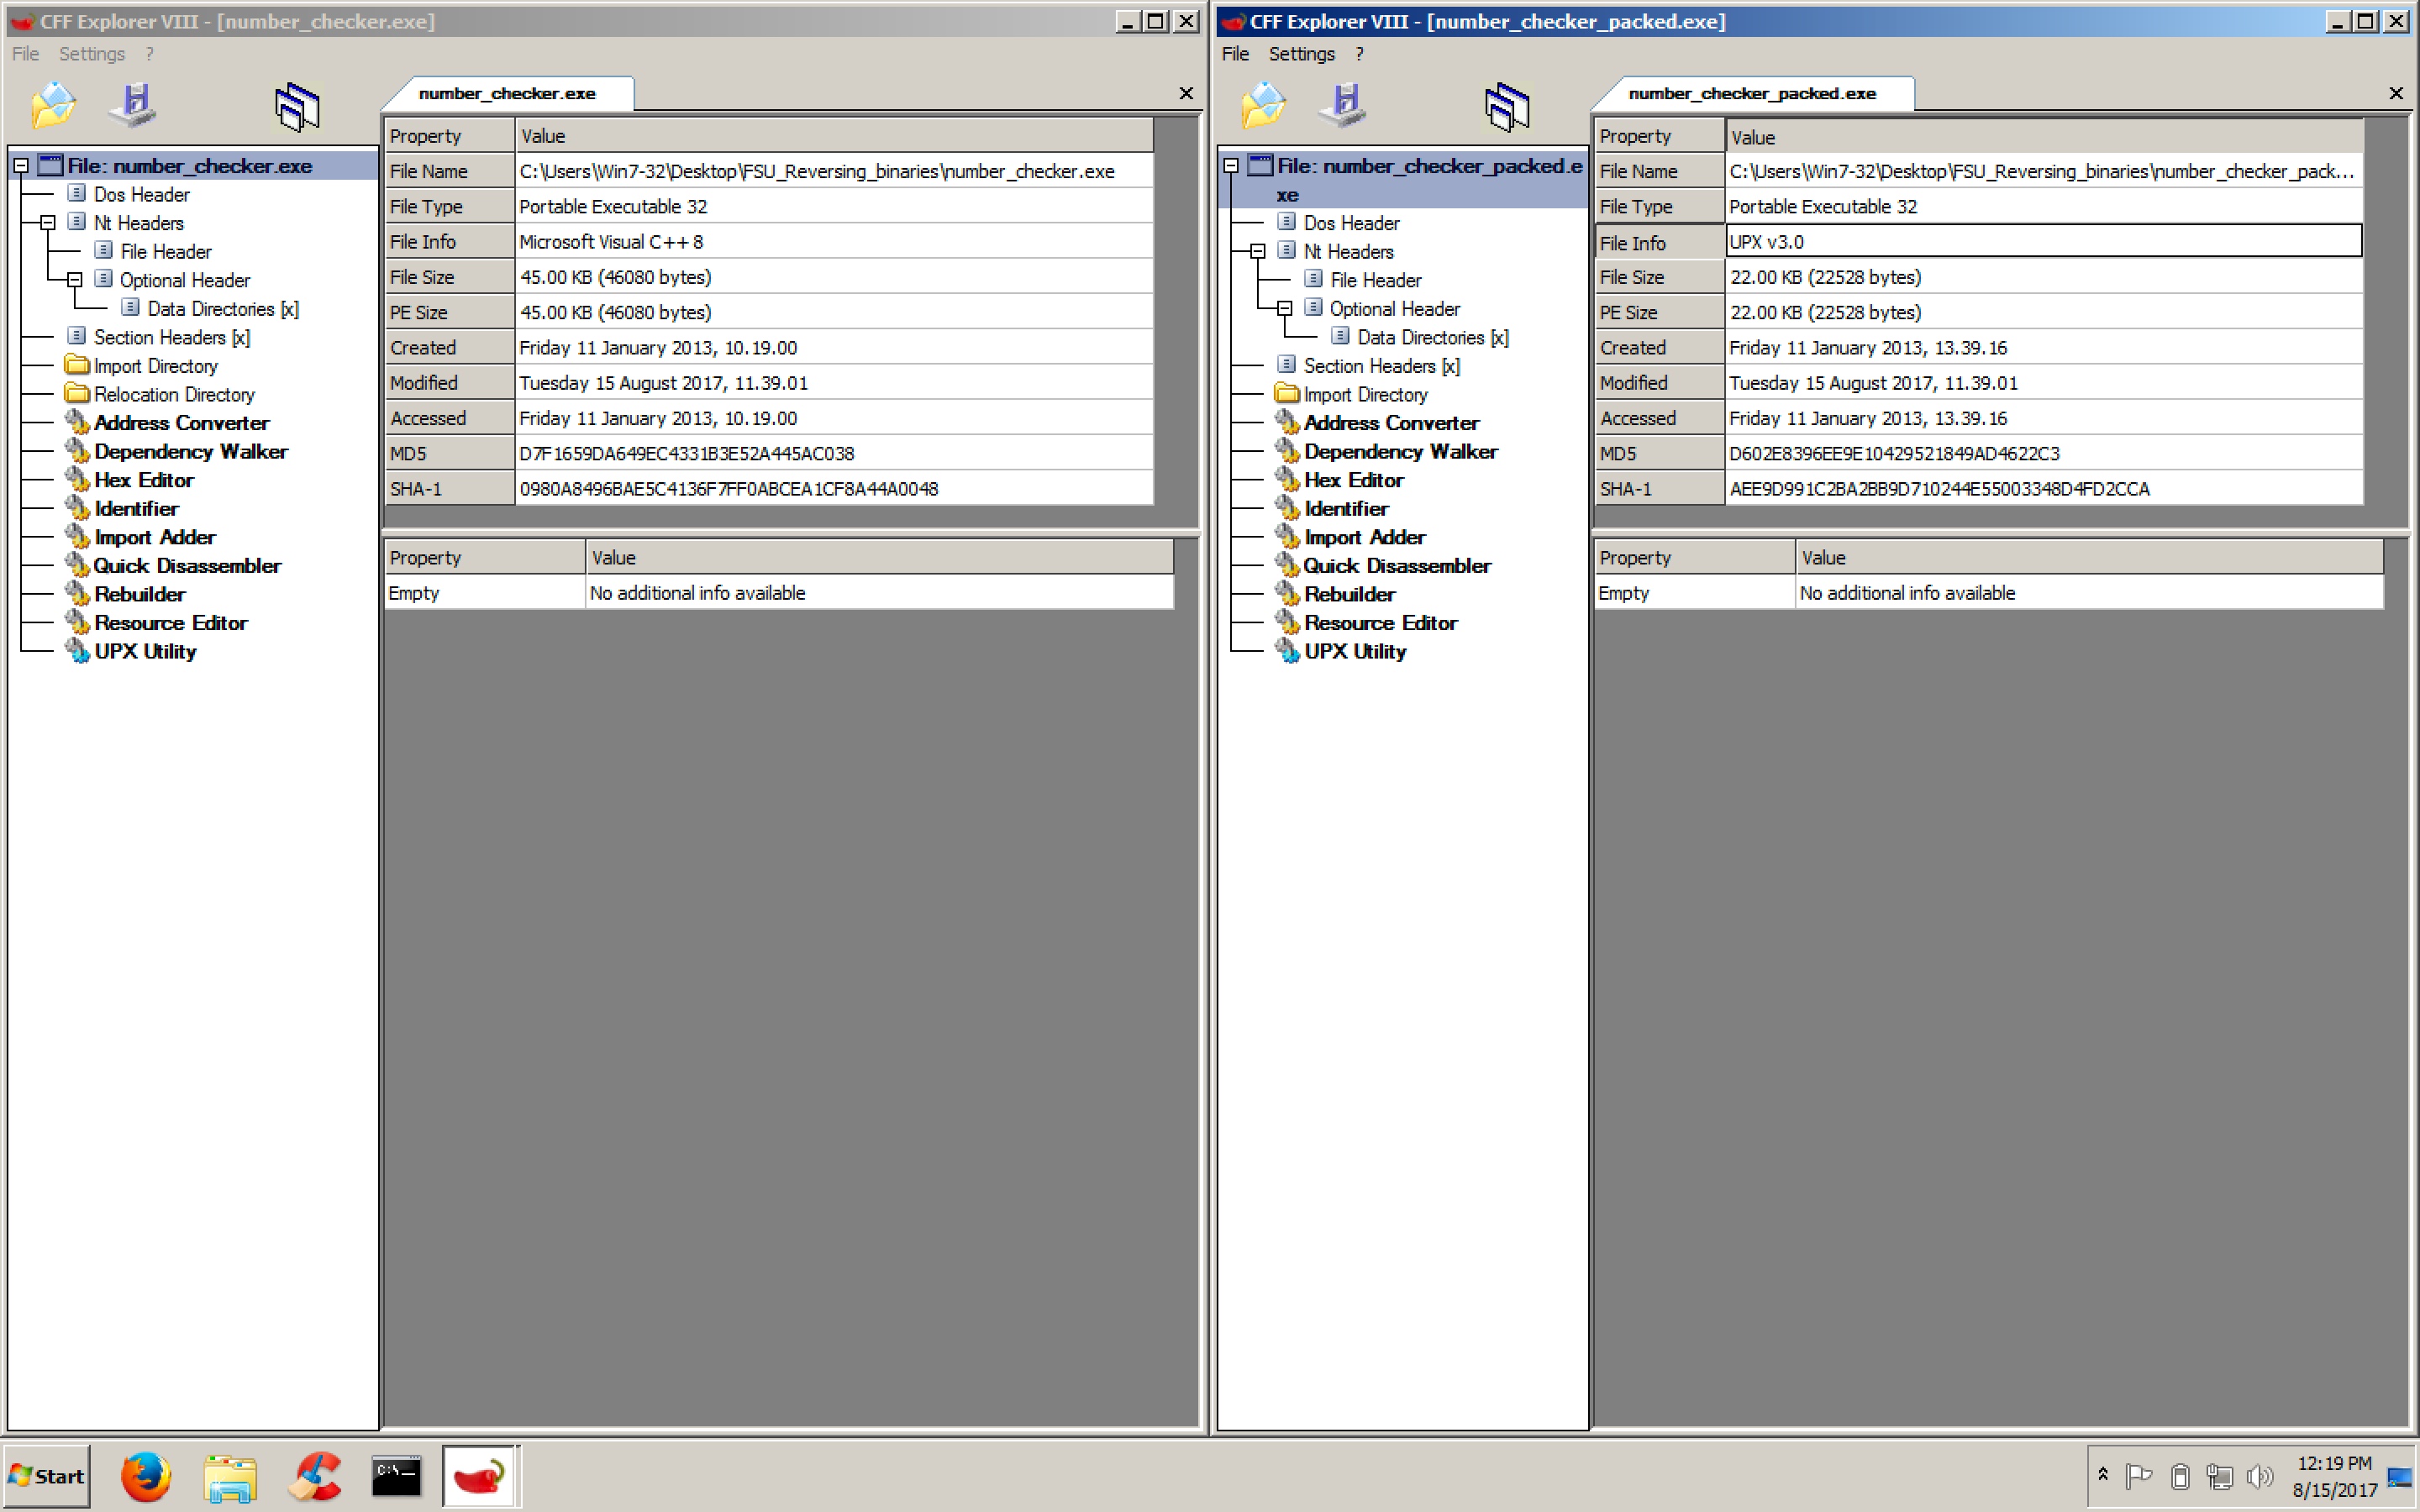 CFF Explorer VIII - [number_checker.exe]
File Settings ?
number_checker.exe
File: number_checker.exe
Dos Header
Nt Headers
File Header
Optional Header
Data Directories [x]
Section Headers [x]
Import Directory
Relocation Directory
Address Converter
Dependency Walker
Hex Editor
Identifier
Import Adder
Quick Disassembler
Rebuilder
Resource Editor
UPX Utility
Property Value
File Name C:\Users\Win7-32\Desktop\FSU_Reversing_binaries\number_checker.exe
File Type Portable Executable 32
File Info Microsoft Visual C++ 8
File Size 45.00 KB (46080 bytes)
PE Size 45.00 KB (46080 bytes)
Created Friday 11 January 2013, 10.19.00
Modified Tuesday 15 August 2017, 11.39.01
Accessed Friday 11 January 2013, 10.19.00
MD5 D7F1659DA649EC4331B3E52A445AC038
SHA-1 0980A8496BAE5C4136F7FF0ABCEA1CF8A44A0048
Property Value
Empty No additional info available
CFF Explorer VIII - [number_checker_packed.exe]
File Settings ?
number_checker_packed.exe
File: number_checker_packed.e
xe
Dos Header
Nt Headers
File Header
Optional Header
Data Directories [x]
Section Headers [x]
Import Directory
Address Converter
Dependency Walker
Hex Editor
Identifier
Import Adder
Quick Disassembler
Rebuilder
Resource Editor
UPX Utility
Property Value
File Name C:\Users\Win7-32\Desktop\FSU_Reversing_binaries\number_checker_pack...
File Type Portable Executable 32
File Info UPX v3.0
File Size 22.00 KB (22528 bytes)
PE Size 22.00 KB (22528 bytes)
Created Friday 11 January 2013, 13.39.16
Modified Tuesday 15 August 2017, 11.39.01
Accessed Friday 11 January 2013, 13.39.16
MD5 D602E8396EE9E10429521849AD4622C3
SHA-1 AEE9D991C2BA2BB9D710244E55003348D4FD2CCA
Property Value
Empty No additional info available
Start
C:\_
12:19 PM
8/15/2017